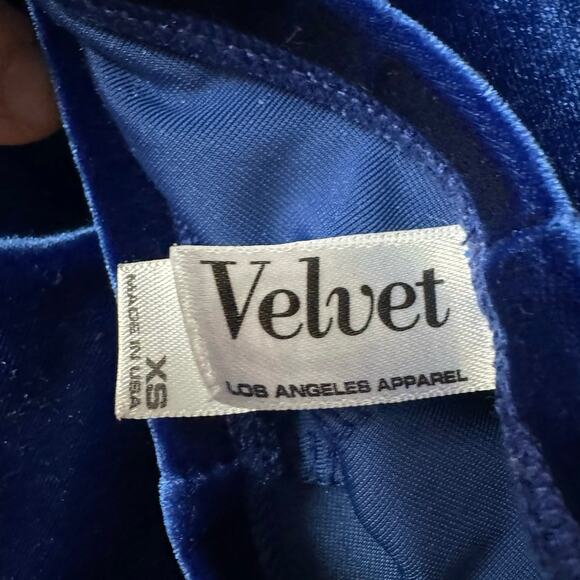 Velvet
LOS ANGELES APPAREL
XS
MADE IN USA